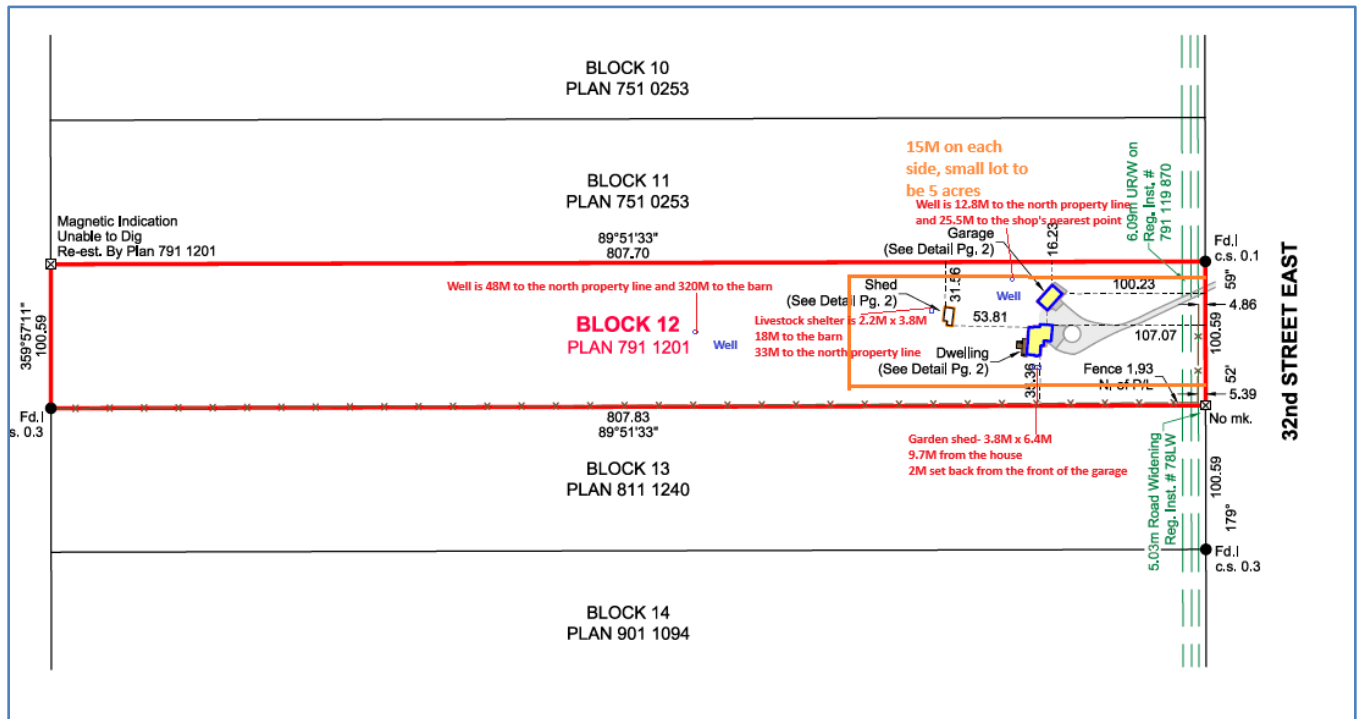 BLOCK 10
PLAN 751 0253
15M on each
side, small lot to
be 5 acres
BLOCK 11
PLAN 751 0253
6.09m UR/W on
Reg. Inst. #
791 119 870
Magnetic Indication
Unable to Dig
Re-est. By Plan 791 1201
Well is 12.8M to the north property line
and 25.5M to the shop's nearest point
89°51'33"
807.70
Garage
(See Detail Pg. 2)
16.23
Fd.I
c.s. 0.1
59"
Well is 48M to the north property line and 320M to the barn
Shed
(See Detail Pg. 2)
31.56
Well
100.23
4.86
359°57'11"
100.59
BLOCK 12
PLAN 791 1201
Well
Livestock shelter is 2.2M x 3.8M
18M to the barn
33M to the north property line
53.81
107.07
100.59
32nd STREET EAST
Dwelling
(See Detail Pg. 2)
Fence 1.93
N. of P/L
52'
5.39
Fd.I
c.s. 0.3
807.83
89°51'33"
No mk.
Garden shed- 3.8M x 6.4M
9.7M from the house
2M set back from the front of the garage
BLOCK 13
PLAN 811 1240
5.03m Road Widening
Reg. Inst. # 78LW
100.59
179°
Fd.I
c.s. 0.3
BLOCK 14
PLAN 901 1094